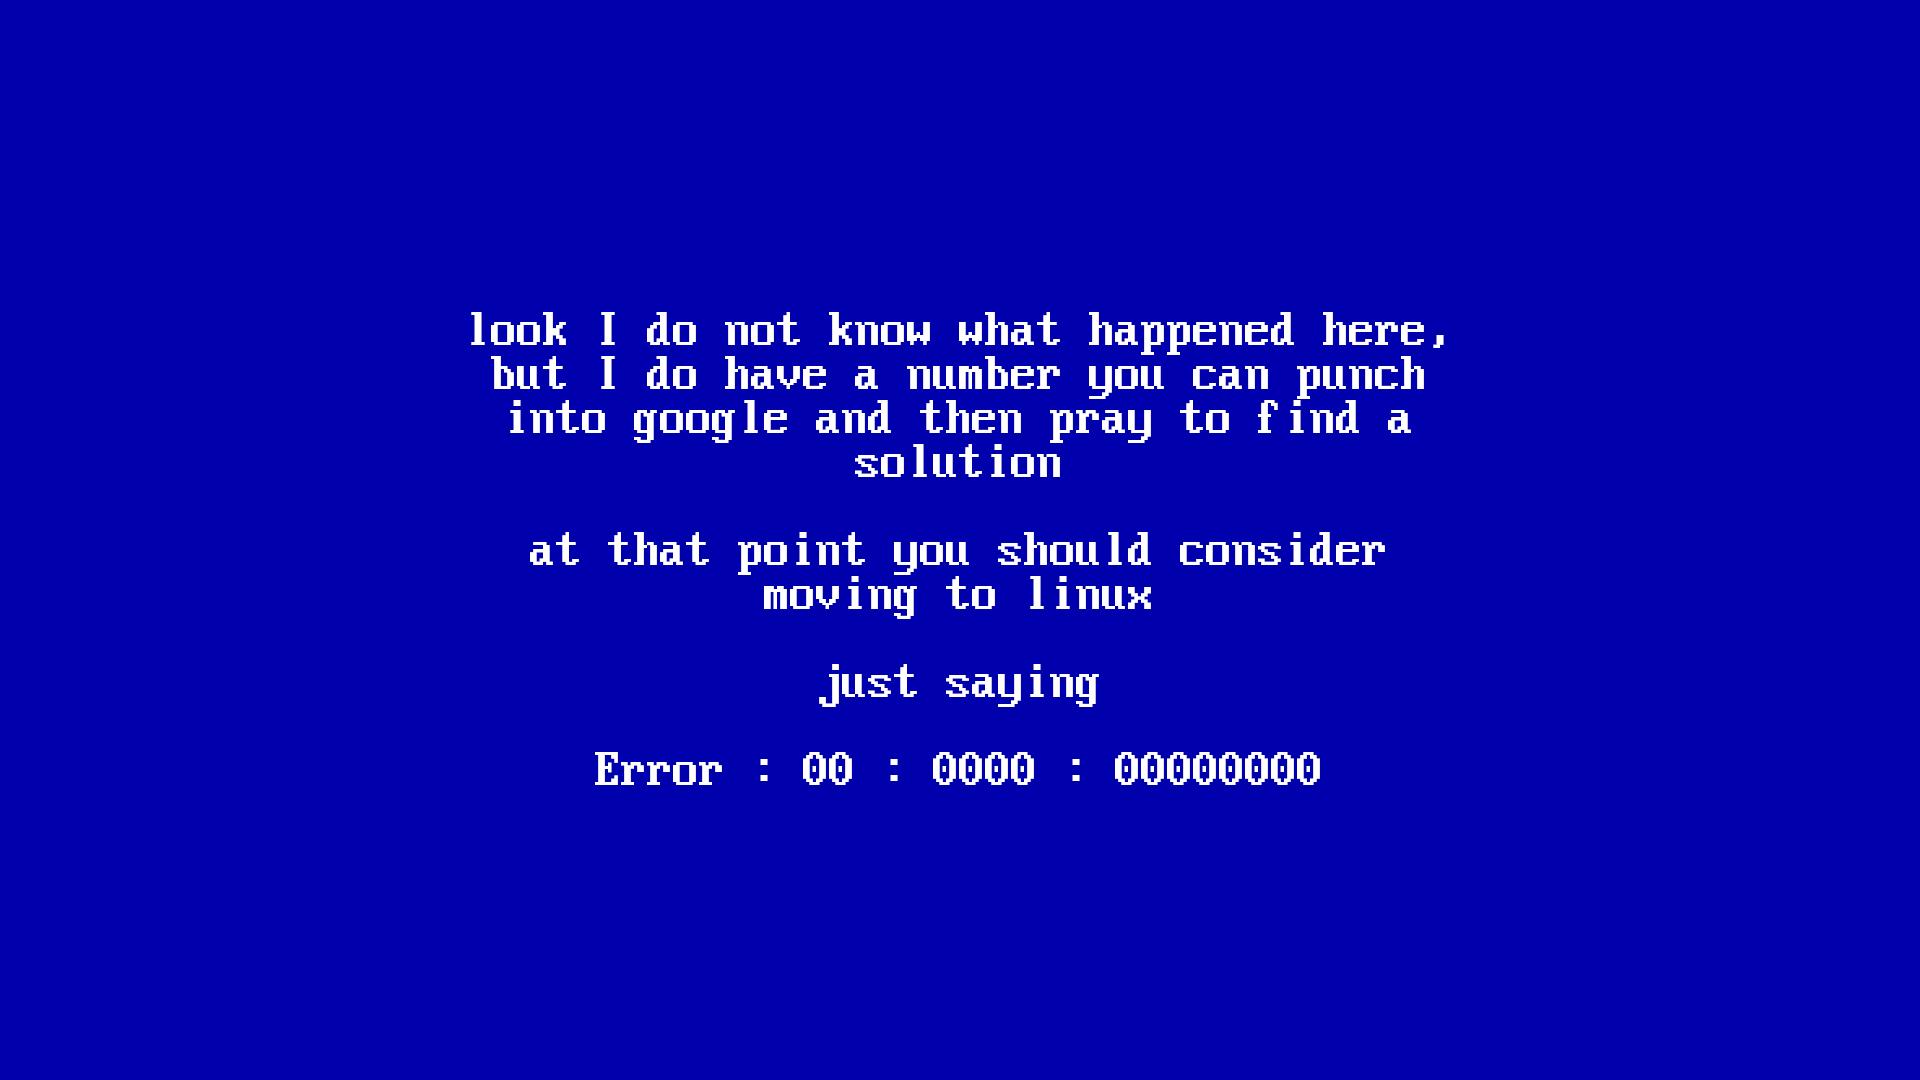 look I do not know what happened here,
but I do have a number you can punch
into google and then pray to find a
solution
at that point you should consider
moving to linux
just saying
Error : 00 : 0000 : 00000000